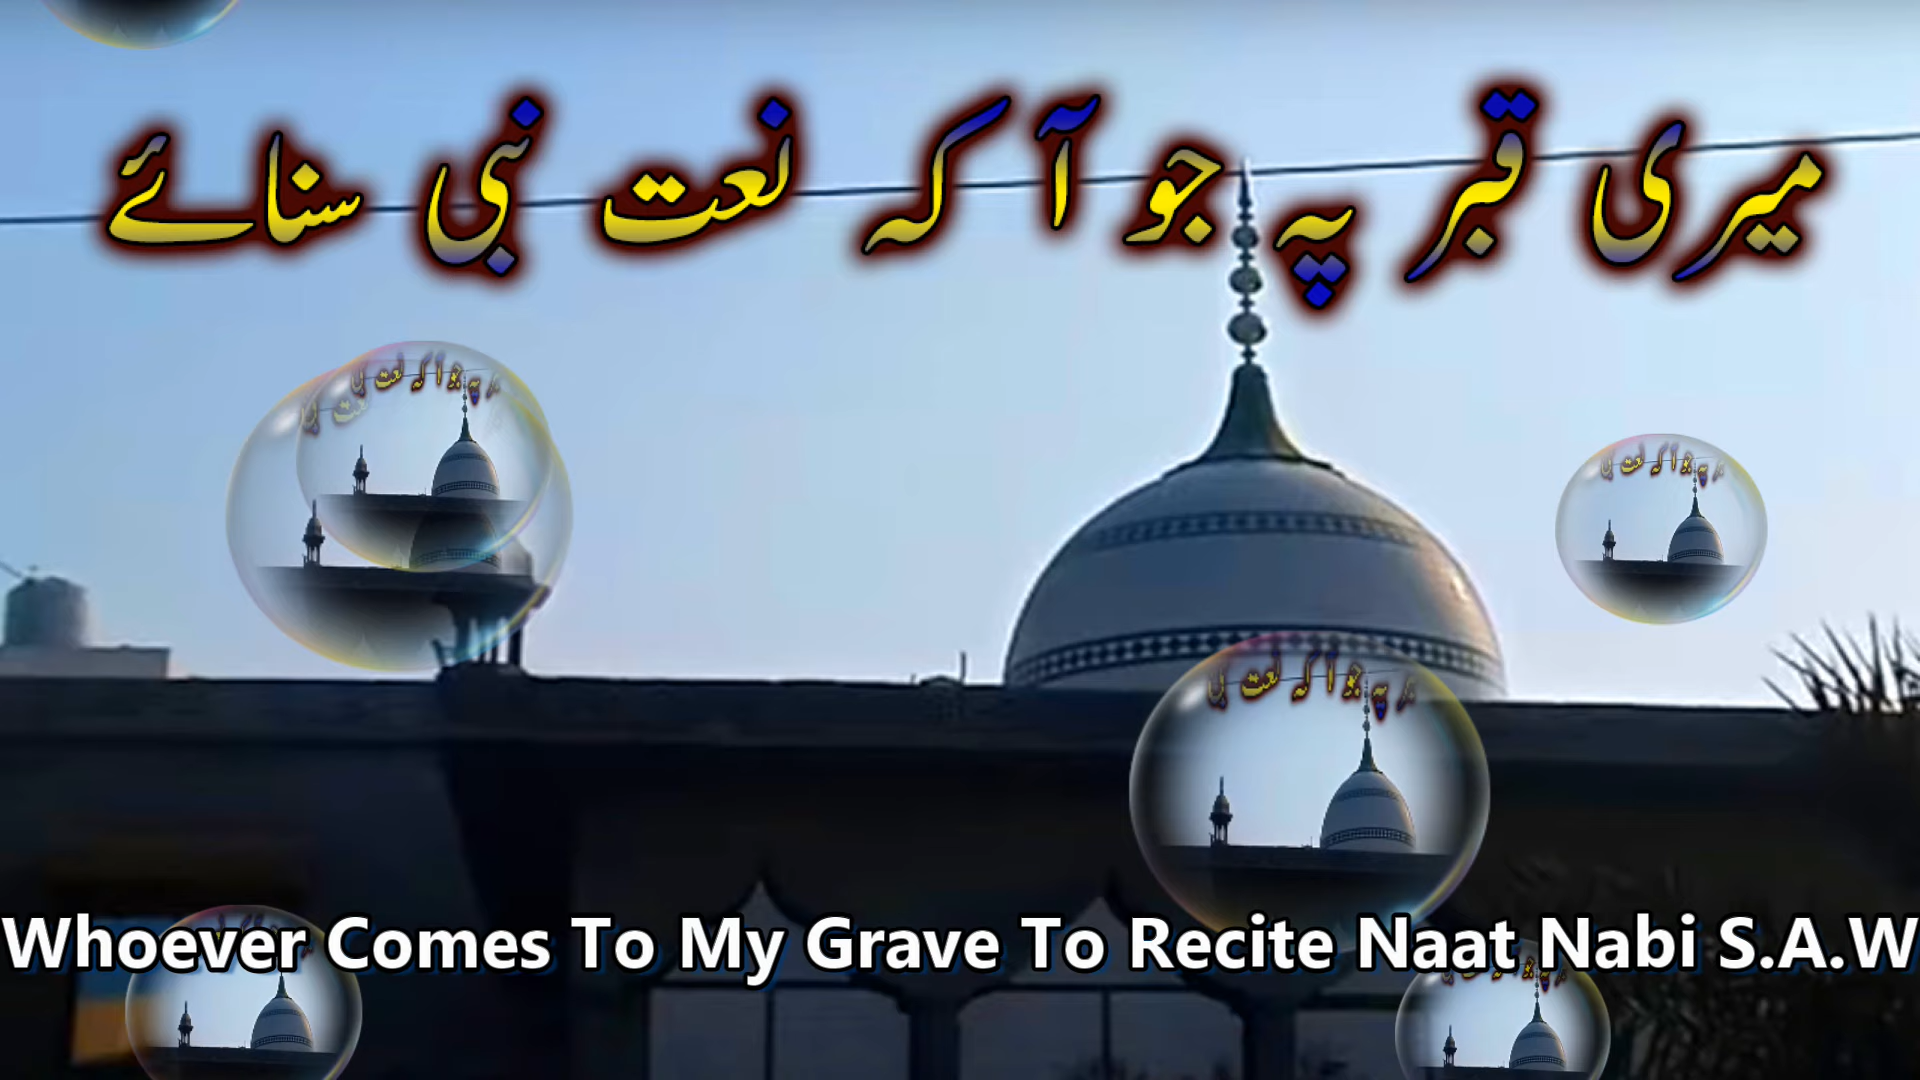 میری قبر پہ جو آ کہ نعت نبی سنائے
Whoever Comes To My Grave To Recite Naat Nabi S.A.W